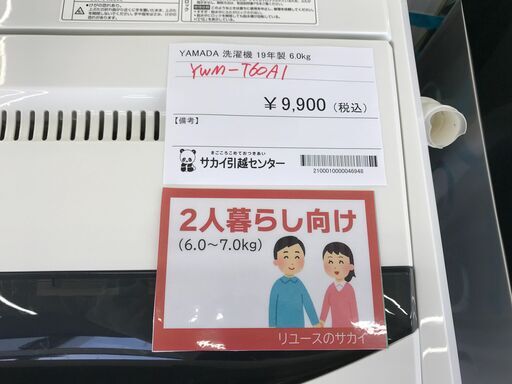 YAMADA 洗濯機 19年製 6.0kg
YWM-T60A1
￥9,900（税込）
【備考】
まごころこめておつきあい
サカイ引越センター
2100010000046948
2人暮らし向け
(6.0～7.0kg)
リユースのサカイ